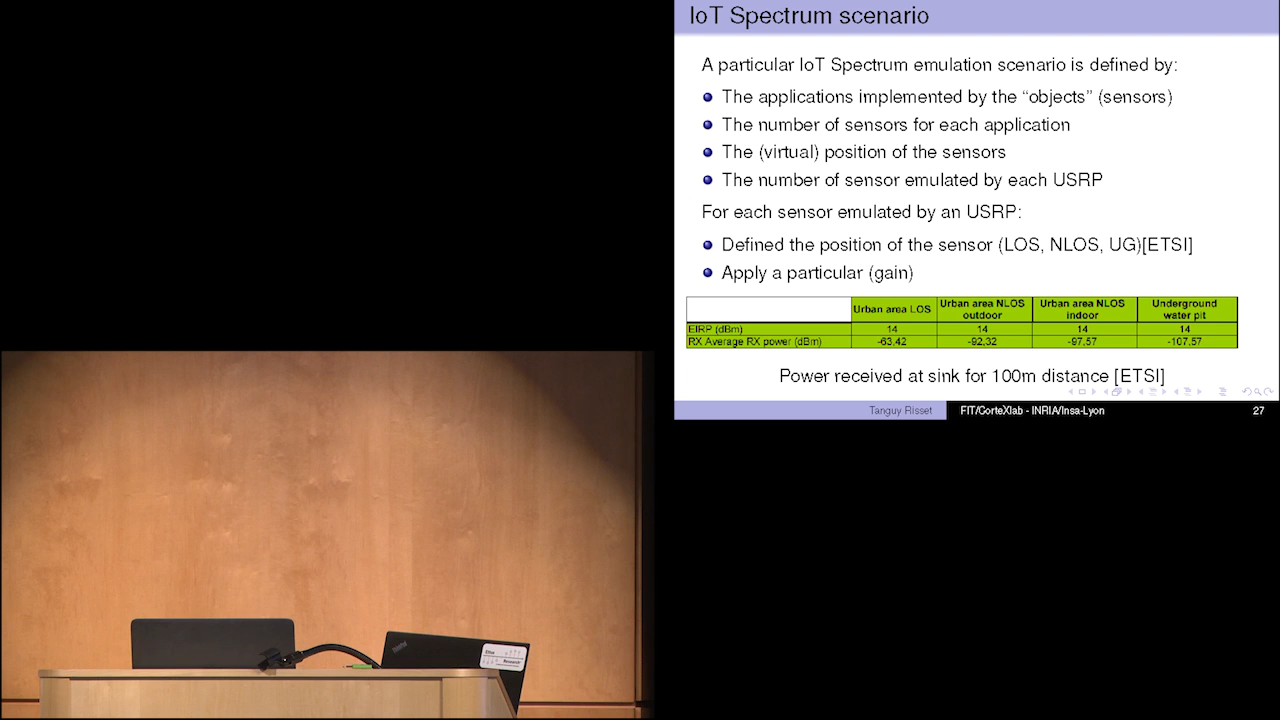 IoT Spectrum scenario
A particular IoT Spectrum emulation scenario is defined by:
The applications implemented by the “objects” (sensors)
The number of sensors for each application
The (virtual) position of the sensors
The number of sensor emulated by each USRP
For each sensor emulated by an USRP:
Defined the position of the sensor (LOS, NLOS, UG)[ETSI]
Apply a particular (gain)
Urban area LOS Urban area NLOS outdoor Urban area NLOS indoor Underground water pit
EIRP (dBm) 14 14 14 14
RX Average RX power (dBm) -63,42 -92,32 -97,57 -107,57
Power received at sink for 100m distance [ETSI]
Tanguy Risset FIT/CorteXlab - INRIA/Insa-Lyon 27
ThinkPad
Ettus
Research